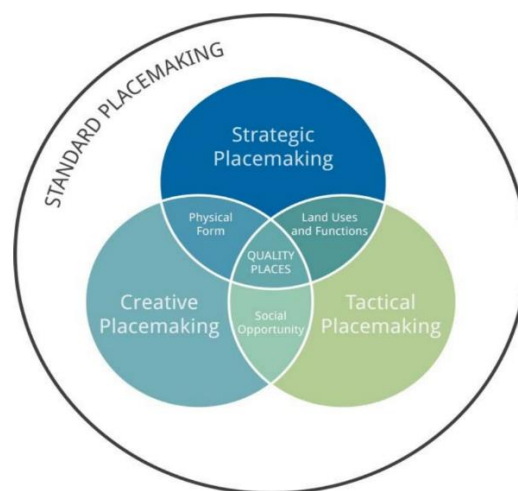 STANDARD PLACEMAKING
Strategic
Placemaking
Physical
Form
Land Uses
and Functions
QUALITY
PLACES
Creative
Placemaking
Social
Opportunity
Tactical
Placemaking